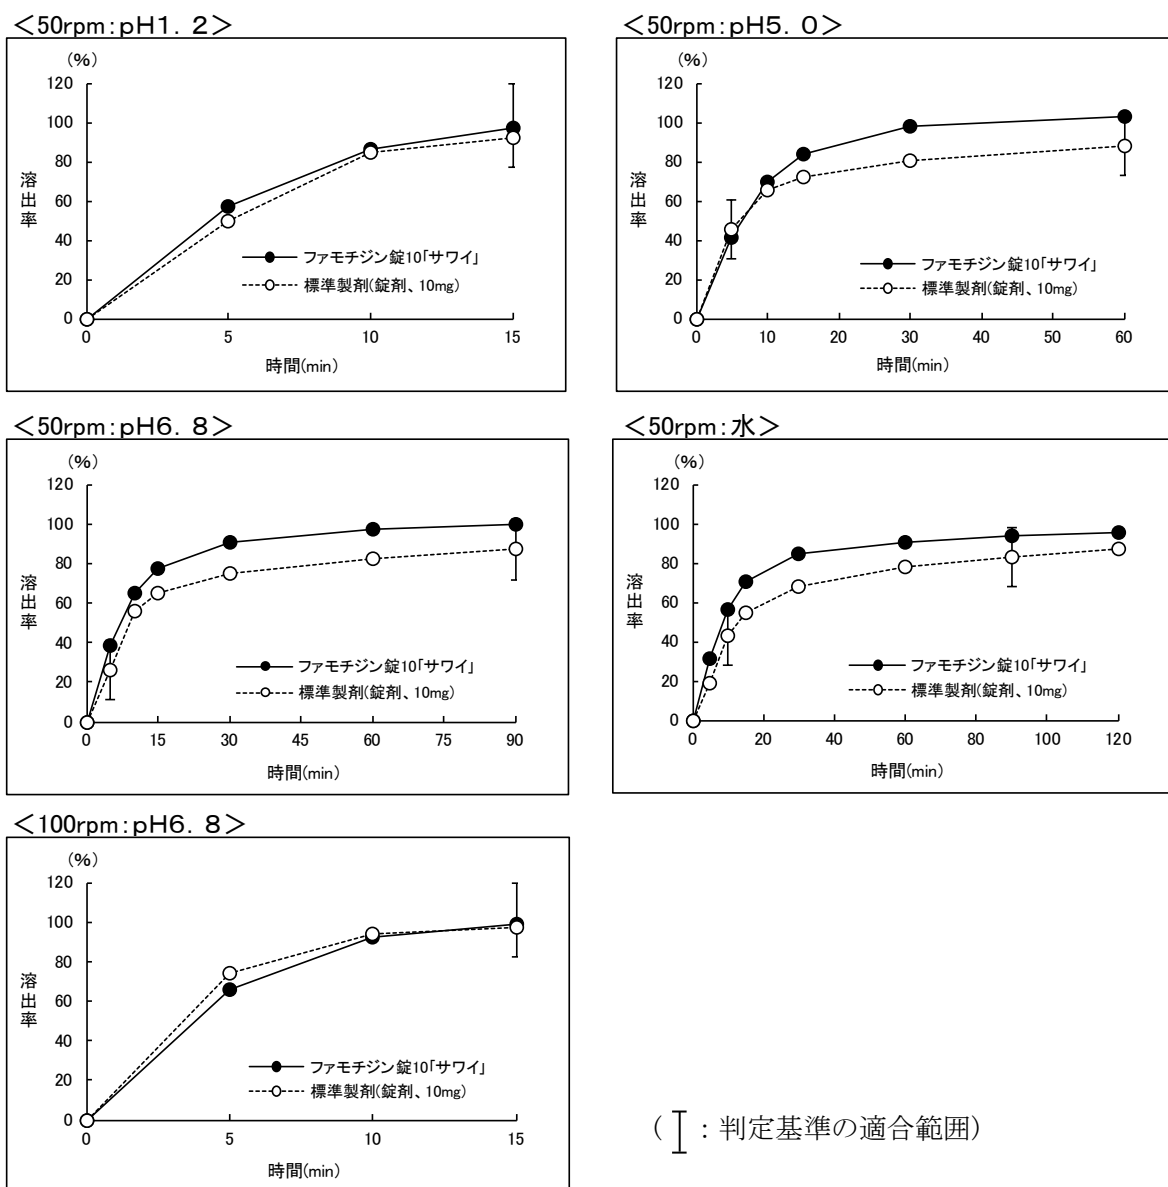 ＜50rpm：pH1．2＞
(%)
120
100
80
60
40
20
0
溶出率
0 5 10 15
時間(min)
ファモチジン錠10「サワイ」
標準製剤(錠剤、10mg)
＜50rpm：pH5．0＞
(%)
120
100
80
60
40
20
0
溶出率
0 10 20 30 40 50 60
時間(min)
ファモチジン錠10「サワイ」
標準製剤(錠剤、10mg)
＜50rpm：pH6．8＞
(%)
120
100
80
60
40
20
0
溶出率
0 15 30 45 60 75 90
時間(min)
ファモチジン錠10「サワイ」
標準製剤(錠剤、10mg)
＜50rpm：水＞
(%)
120
100
80
60
40
20
0
溶出率
0 20 40 60 80 100 120
時間(min)
ファモチジン錠10「サワイ」
標準製剤(錠剤、10mg)
＜100rpm：pH6．8＞
(%)
120
100
80
60
40
20
0
溶出率
0 5 10 15
時間(min)
ファモチジン錠10「サワイ」
標準製剤(錠剤、10mg)
（ ：判定基準の適合範囲）